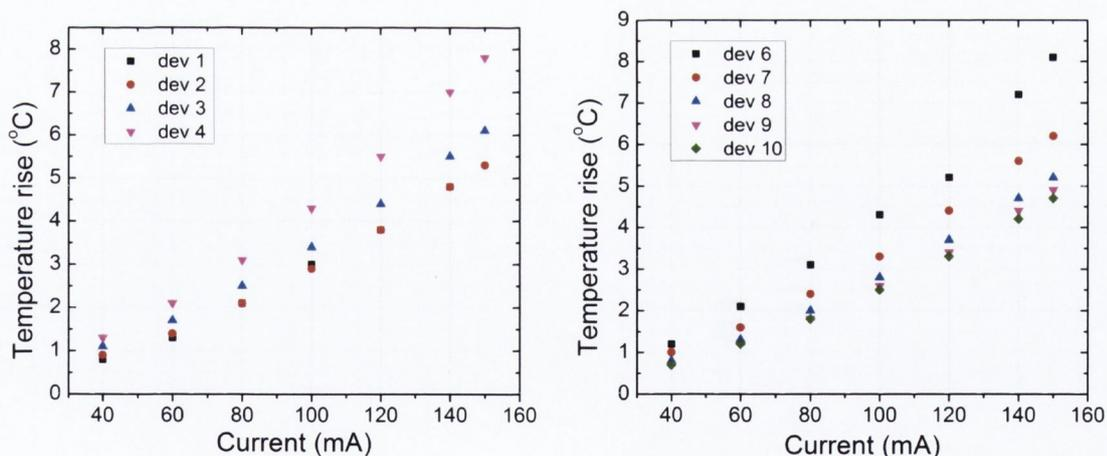 8
7
6
5
4
3
2
1
0
Temperature rise (°C)
dev 1
dev 2
dev 3
dev 4
40 60 80 100 120 140 160
Current (mA)
9
8
7
6
5
4
3
2
1
0
Temperature rise (°C)
dev 6
dev 7
dev 8
dev 9
dev 10
40 60 80 100 120 140 160
Current (mA)